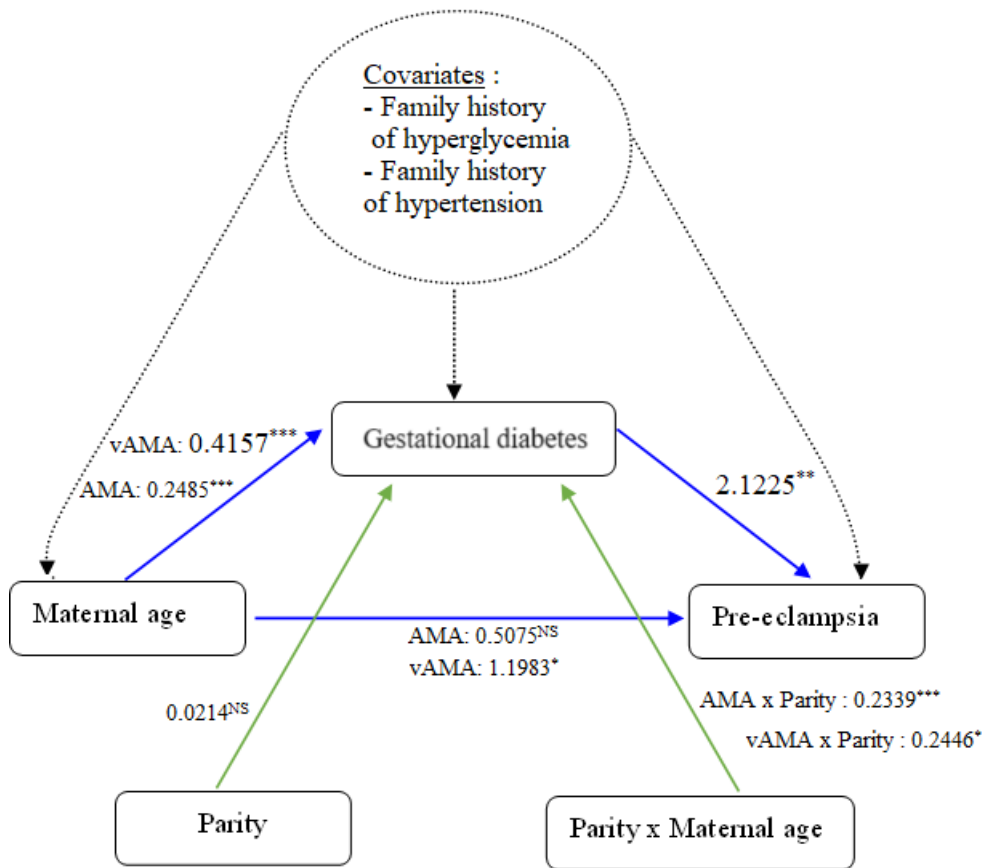 Covariates :
- Family history
of hyperglycemia
- Family history
of hypertension
vAMA: 0.4157***
AMA: 0.2485***
Gestational diabetes
2.1225**
Maternal age
Pre-eclampsia
AMA: 0.5075NS
vAMA: 1.1983*
0.0214NS
AMA x Parity : 0.2339***
vAMA x Parity : 0.2446*
Parity
Parity x Maternal age